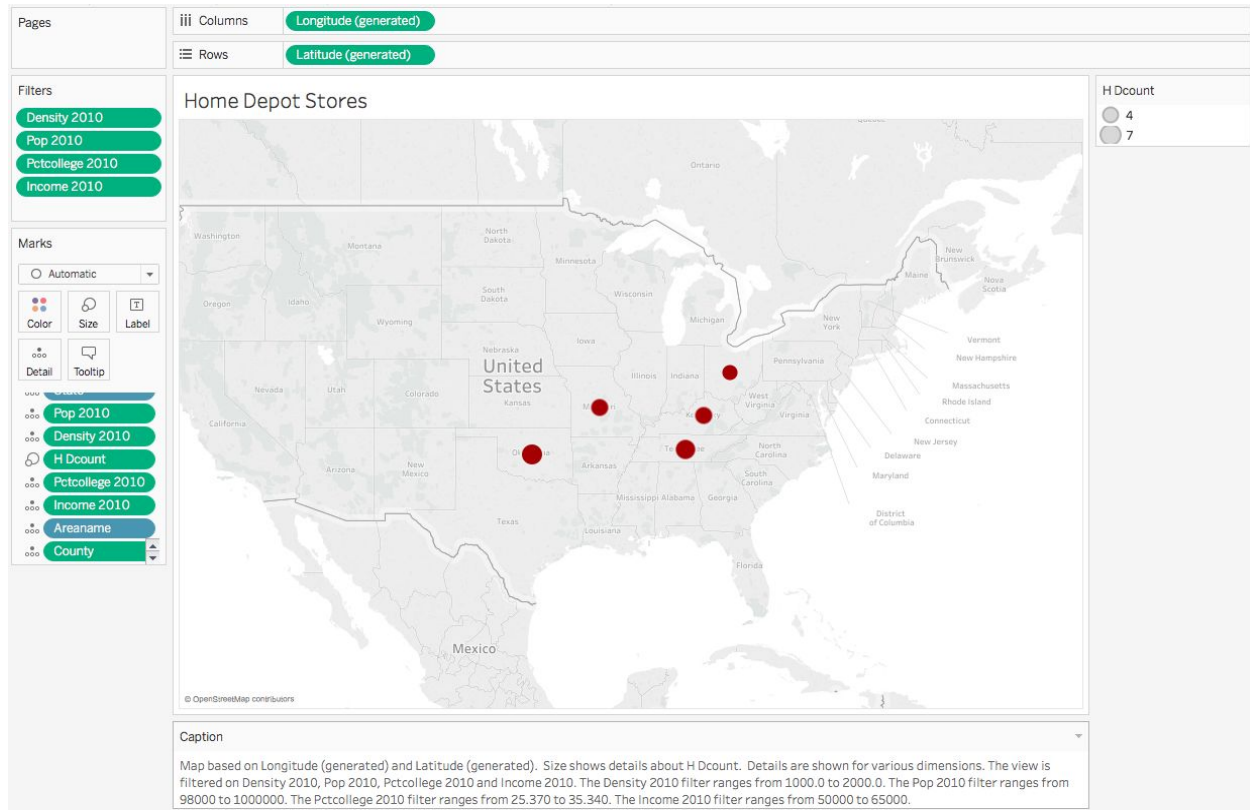 Pages
iii Columns
Longitude (generated)
Rows
Latitude (generated)
Filters
Density 2010
Pop 2010
Pctcollege 2010
Income 2010
Marks
Automatic
Color
Size
Label
Detail
Tooltip
Pop 2010
Density 2010
H Dcount
Pctcollege 2010
Income 2010
Areaname
County
Home Depot Stores
Ontario
Washington
Montana
North
Dakota
Minnesota
New
Brunswick
Maine
Nova
Scotia
Oregon
Idaho
South
Dakota
Wisconsin
Wyoming
Michigan
New
York
Vermont
Iowa
Nebraska
Pennsylvania
New Hampshire
United
States
Illinois
Indiana
Nevada
Utah
Colorado
Kansas
West
Virginia
Virginia
Massachusetts
Rhode Island
California
Connecticut
New Jersey
Arizona
New
Mexico
Arkansas
North
Carolina
Delaware
South
Carolina
Maryland
Mississippi
Alabama
Georgia
Texas
Louisiana
District
of Columbia
Florida
Mexico
© OpenStreetMap contributors
H Dcount
4
7
Caption
Map based on Longitude (generated) and Latitude (generated). Size shows details about H Dcount. Details are shown for various dimensions. The view is
filtered on Density 2010, Pop 2010, Pctcollege 2010 and Income 2010. The Density 2010 filter ranges from 1000.0 to 2000.0. The Pop 2010 filter ranges from
98000 to 1000000. The Pctcollege 2010 filter ranges from 25.370 to 35.340. The Income 2010 filter ranges from 50000 to 65000.